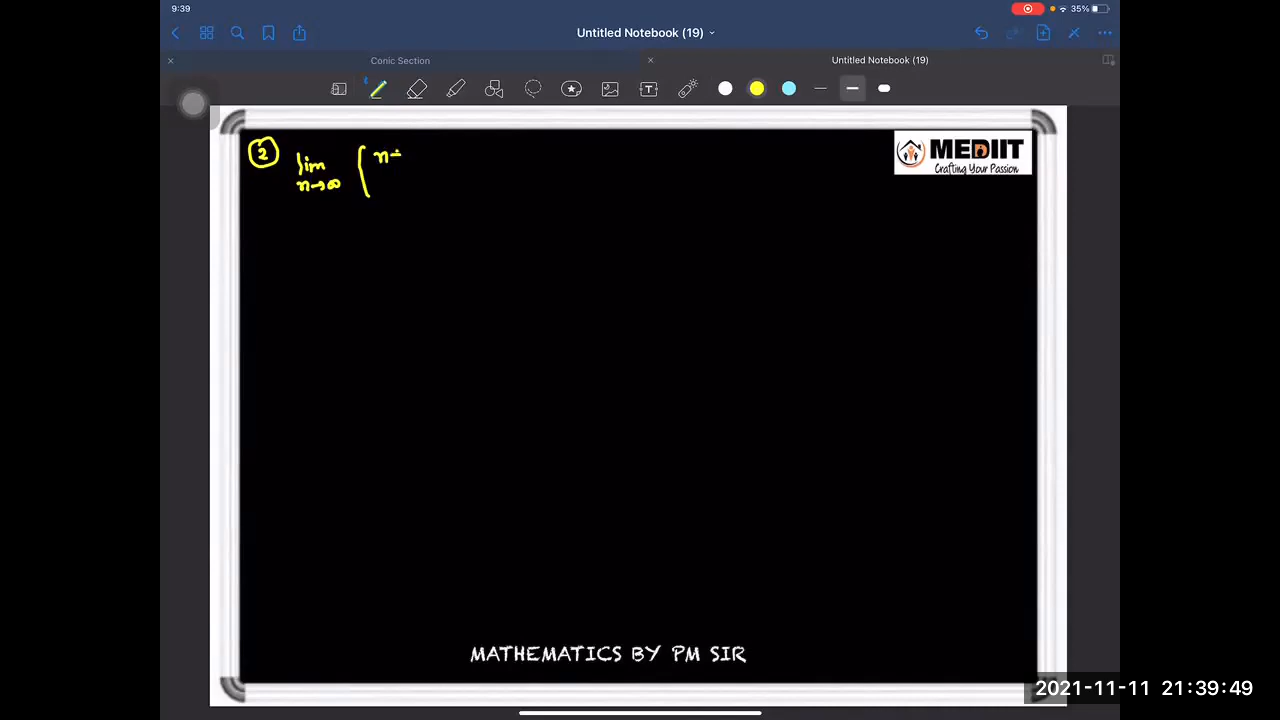 9:39
35%
Untitled Notebook (19)
Conic Section
Untitled Notebook (19)
② lim n→∞ ( n-
MEDIIT
Crafting Your Passion
MATHEMATICS BY PM SIR
2021-11-11 21:39:49